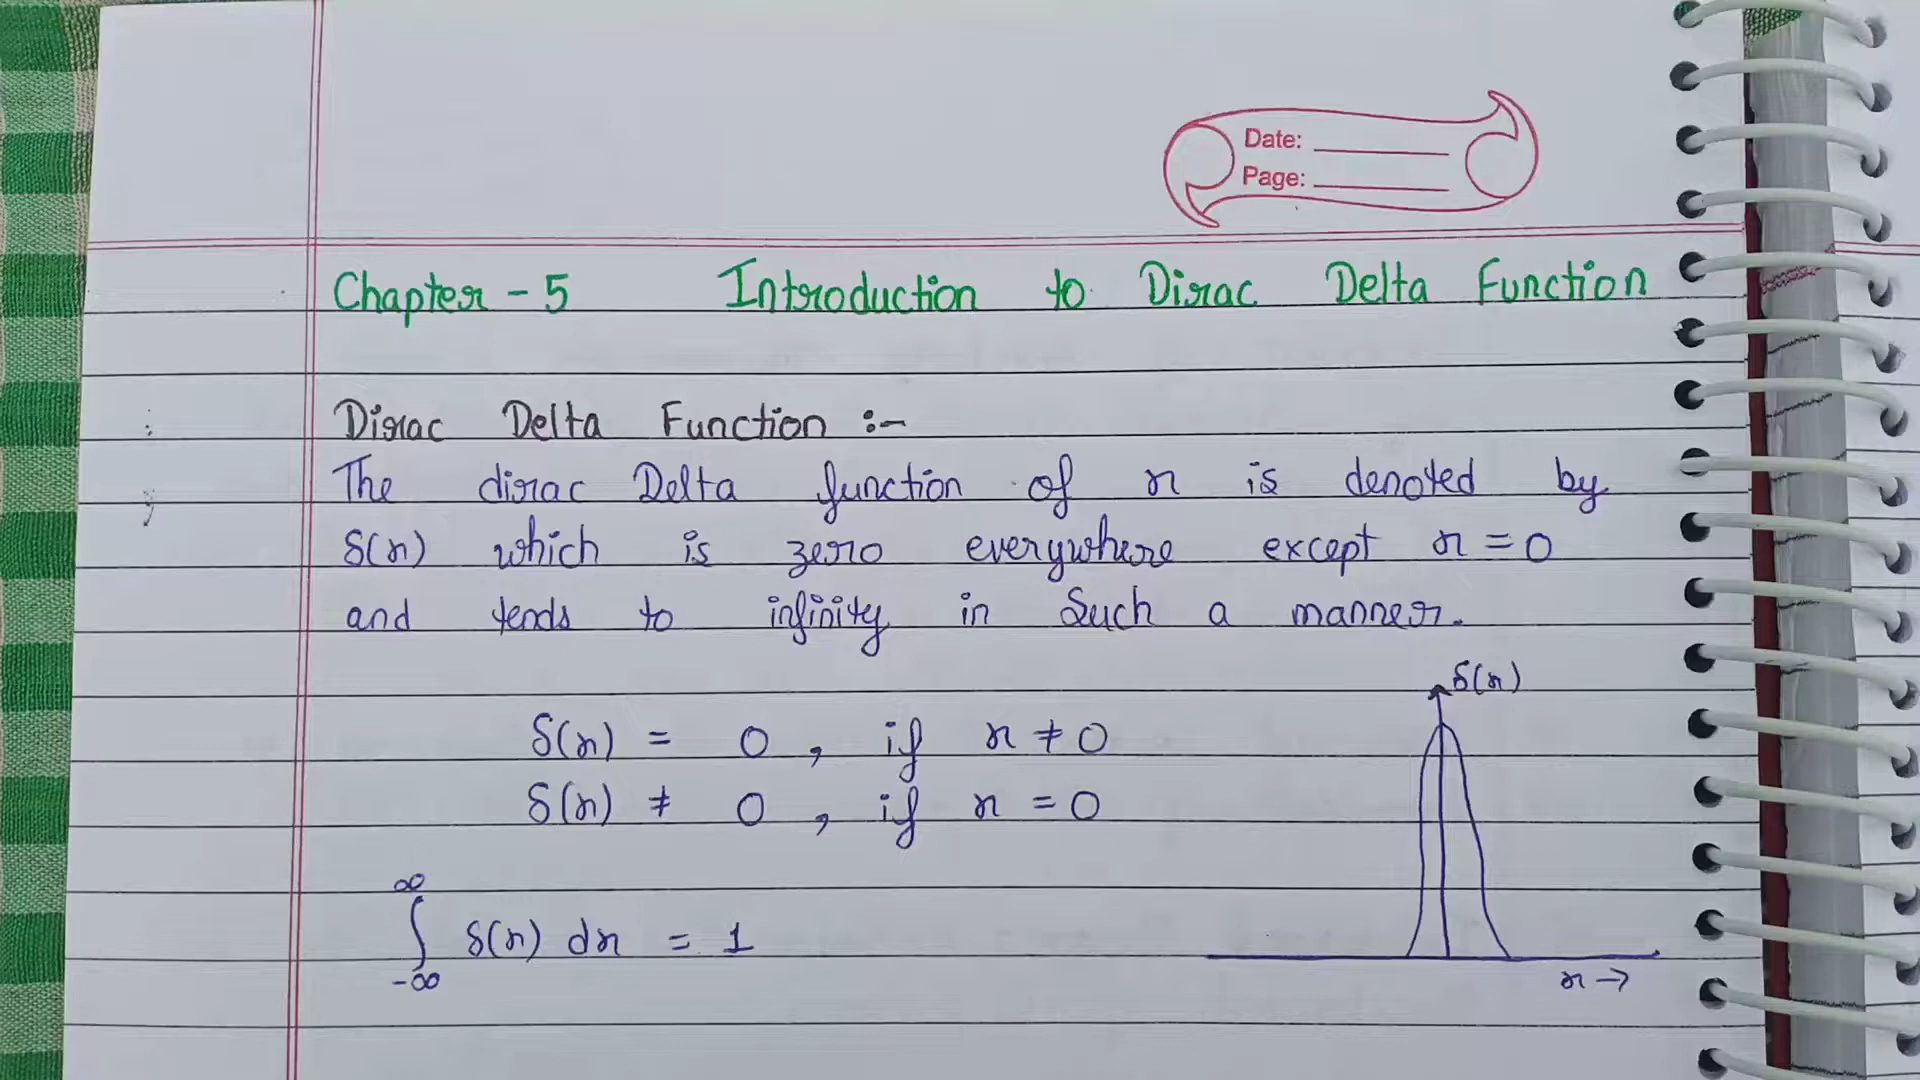 Date:
Page:
Chapter - 5 Introduction to Dirac Delta Function
Dirac Delta Function :-
The dirac Delta function of x is denoted by
δ(x) which is zero everywhere except x = 0
and tends to infinity in Such a manner.
δ(x)
δ(x) = 0 , if x ≠ 0
δ(x) ≠ 0 , if x = 0
∞
∫ δ(x) dx = 1
-∞
x →